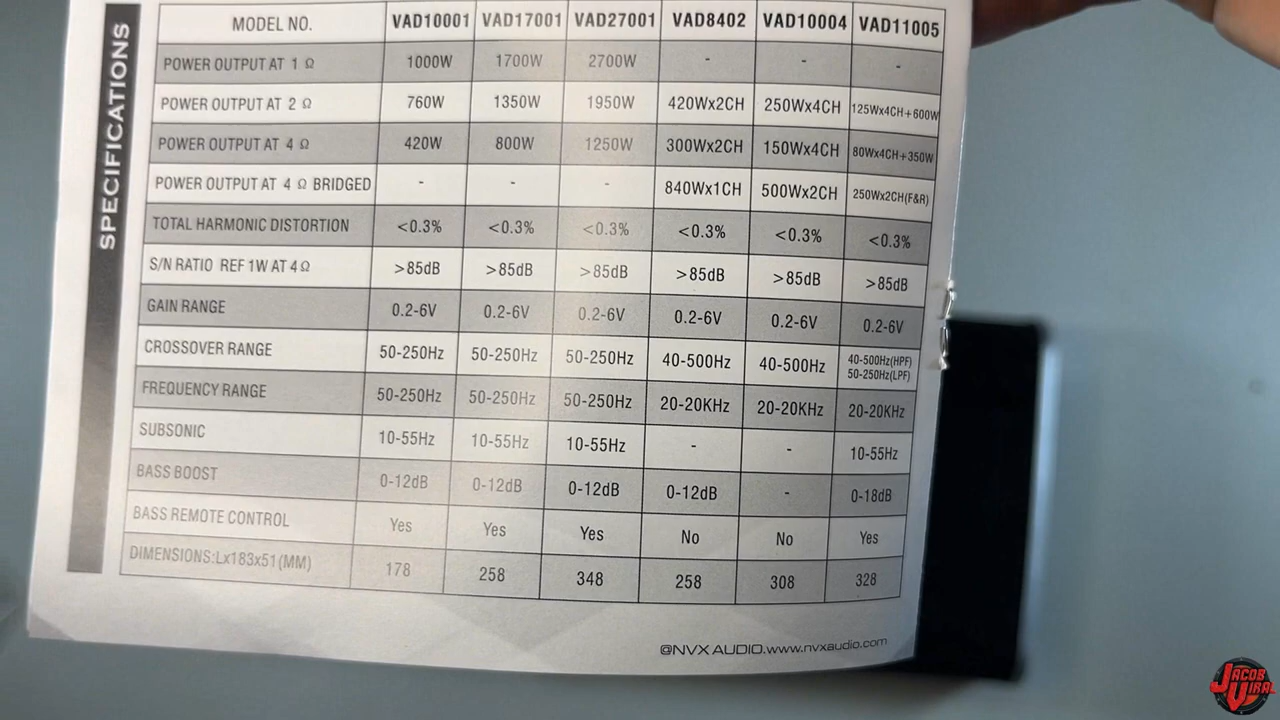 SPECIFICATIONS
MODEL NO. VAD10001 VAD17001 VAD27001 VAD8402 VAD10004 VAD11005
POWER OUTPUT AT 1 Ω 1000W 1700W 2700W - - -
POWER OUTPUT AT 2 Ω 760W 1350W 1950W 420Wx2CH 250Wx4CH 125Wx4CH+600W
POWER OUTPUT AT 4 Ω 420W 800W 1250W 300Wx2CH 150Wx4CH 80Wx4CH+350W
POWER OUTPUT AT 4 Ω BRIDGED - - - 840Wx1CH 500Wx2CH 250Wx2CH(F&R)
TOTAL HARMONIC DISTORTION <0.3% <0.3% <0.3% <0.3% <0.3% <0.3%
S/N RATIO REF 1W AT 4Ω >85dB >85dB >85dB >85dB >85dB >85dB
GAIN RANGE 0.2-6V 0.2-6V 0.2-6V 0.2-6V 0.2-6V 0.2-6V
CROSSOVER RANGE 50-250Hz 50-250Hz 50-250Hz 40-500Hz 40-500Hz 40-500Hz(HPF)
50-250Hz(LPF)
FREQUENCY RANGE 50-250Hz 50-250Hz 50-250Hz 20-20KHz 20-20KHz 20-20KHz
SUBSONIC 10-55Hz 10-55Hz 10-55Hz - - 10-55Hz
BASS BOOST 0-12dB 0-12dB 0-12dB 0-12dB - 0-18dB
BASS REMOTE CONTROL Yes Yes Yes No No Yes
DIMENSIONS:Lx183x51(MM) 178 258 348 258 308 328
@NVX AUDIO.www.nvxaudio.com
JACOB
VIRAL